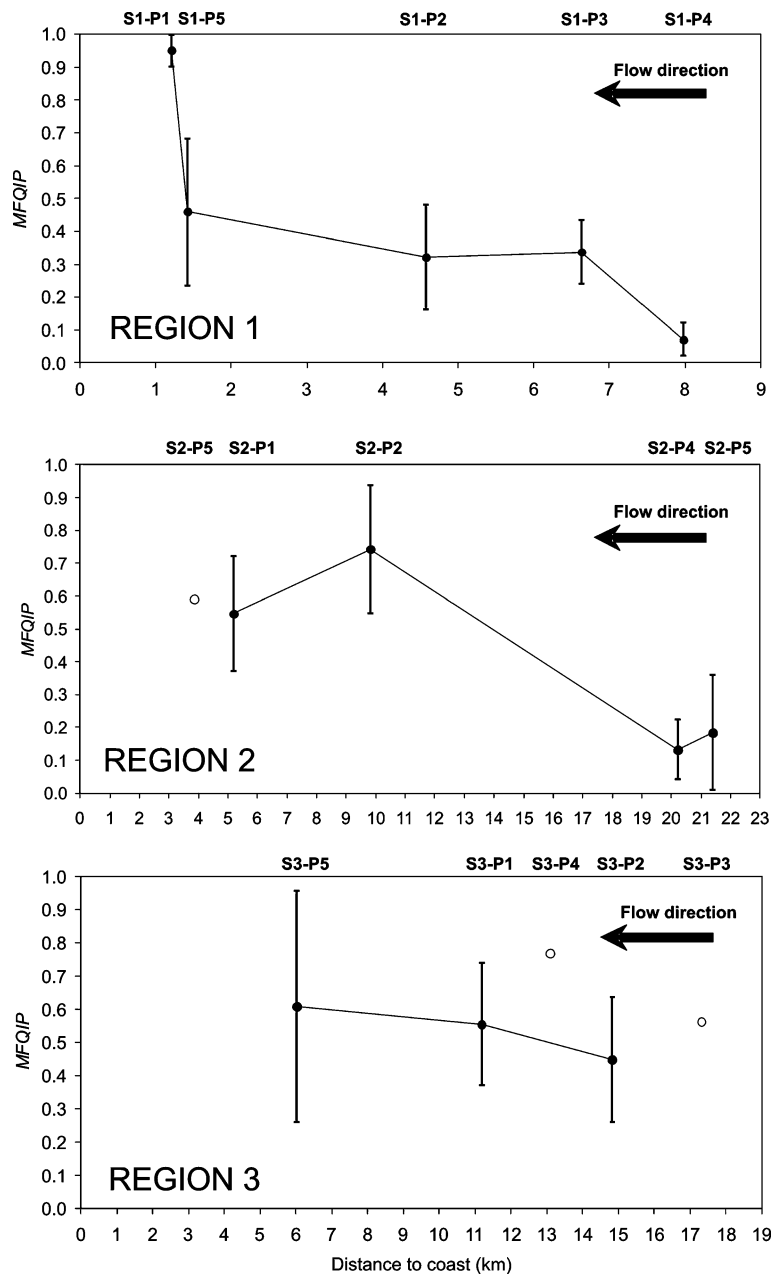 S1-P1 S1-P5 S1-P2 S1-P3 S1-P4
1.0
0.9
0.8
0.7
0.6
0.5
0.4
0.3
0.2
0.1
0.0
MFQIP
Flow direction
REGION 1
0 1 2 3 4 5 6 7 8 9
S2-P5 S2-P1 S2-P2 S2-P4 S2-P5
1.0
0.9
0.8
0.7
0.6
0.5
0.4
0.3
0.2
0.1
0.0
MFQIP
Flow direction
REGION 2
0 1 2 3 4 5 6 7 8 9 10 11 12 13 14 15 16 17 18 19 20 21 22 23
S3-P5 S3-P1 S3-P4 S3-P2 S3-P3
1.0
0.9
0.8
0.7
0.6
0.5
0.4
0.3
0.2
0.1
0.0
MFQIP
Flow direction
REGION 3
0 1 2 3 4 5 6 7 8 9 10 11 12 13 14 15 16 17 18 19
Distance to coast (km)